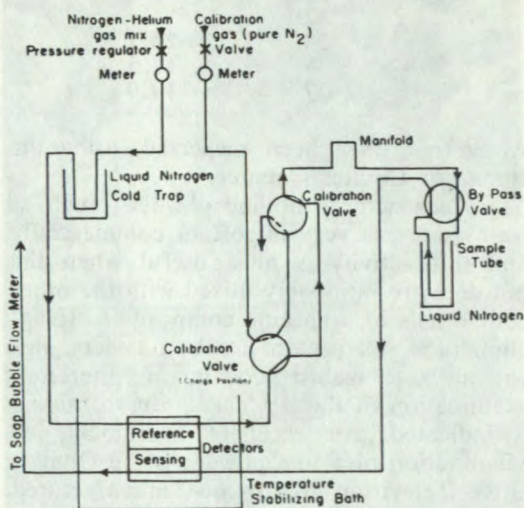 Nitrogen-Helium
gas mix
Pressure regulator
Calibration
gas (pure N2)
Valve
Meter
Meter
Manifold
Liquid Nitrogen
Cold Trap
Calibration
Valve
By Pass
Valve
Sample
Tube
Liquid Nitrogen
Calibration
Valve
(Charge Position)
To Soap Bubble Flow Meter
Reference
Sensing
Detectors
Temperature
Stabilizing Bath